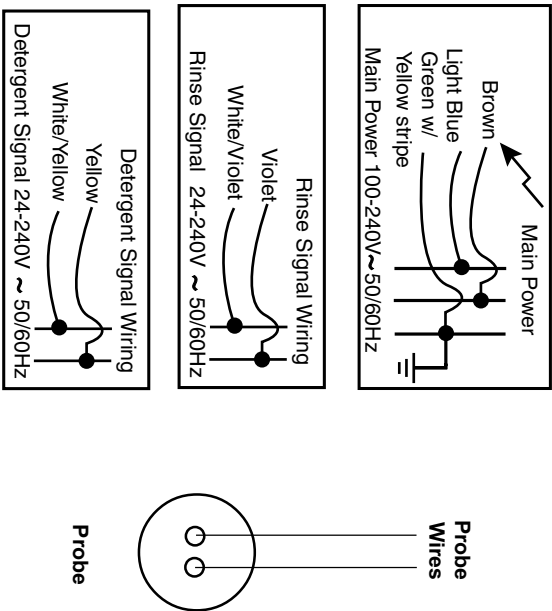 Main Power
Brown
Light Blue
Green w/
Yellow stripe
Main Power 100-240V~50/60Hz
Rinse Signal Wiring
Violet
White/Violet
Rinse Signal 24-240V ~ 50/60Hz
Detergent Signal Wiring
Yellow
White/Yellow
Detergent Signal 24-240V ~ 50/60Hz
Probe
Wires
Probe